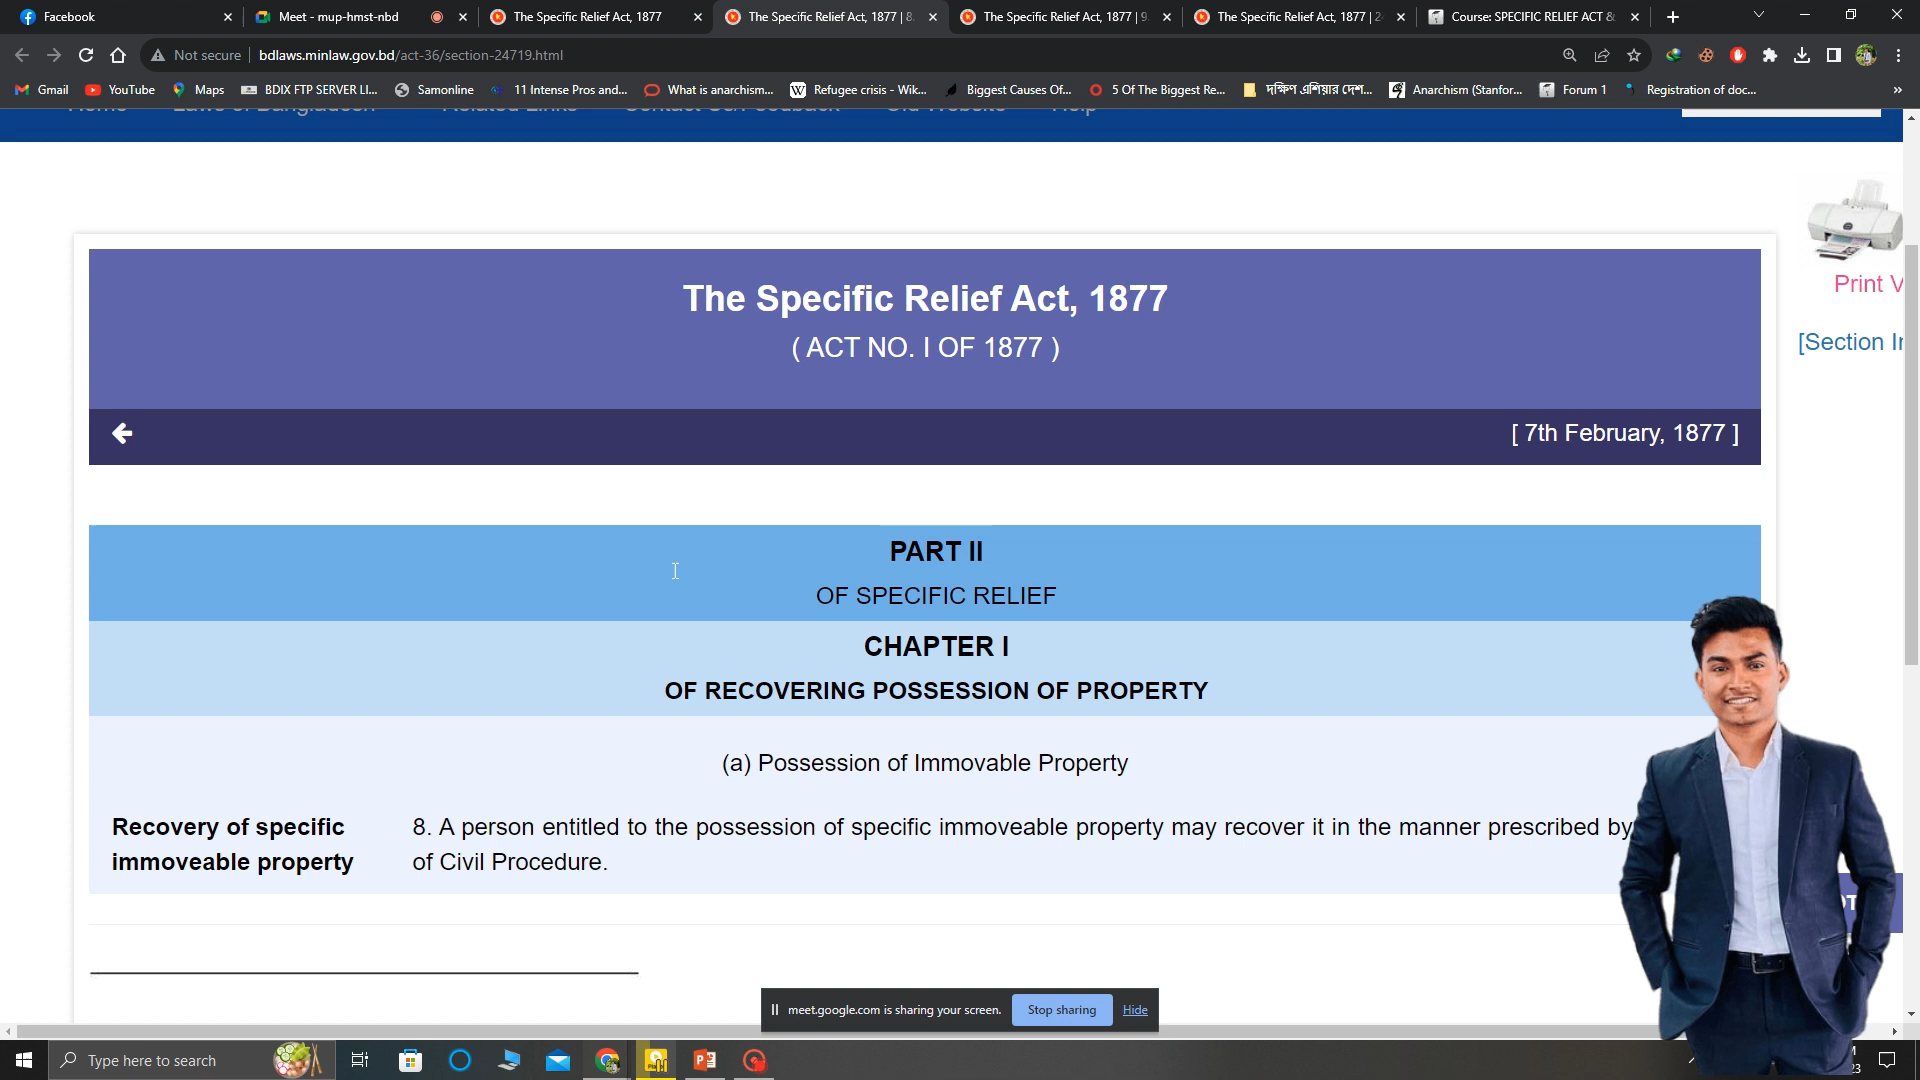 Facebook
Meet - mup-hmst-nbd
The Specific Relief Act, 1877
The Specific Relief Act, 1877 | 8.
The Specific Relief Act, 1877 | 9.
The Specific Relief Act, 1877 | 2
Course: SPECIFIC RELIEF ACT &
Not secure
bdlaws.minlaw.gov.bd/act-36/section-24719.html
Gmail
YouTube
Maps
BDIX FTP SERVER LI...
Samonline
11 Intense Pros and...
What is anarchism...
Refugee crisis - Wik...
Biggest Causes Of...
5 Of The Biggest Re...
দক্ষিণ এশিয়ার দেশ...
Anarchism (Stanfor...
Forum 1
Registration of doc...
The Specific Relief Act, 1877
( ACT NO. I OF 1877 )
[ 7th February, 1877 ]
Print V
[Section
PART II
OF SPECIFIC RELIEF
CHAPTER I
OF RECOVERING POSSESSION OF PROPERTY
(a) Possession of Immovable Property
Recovery of specific
immoveable property
8. A person entitled to the possession of specific immoveable property may recover it in the manner prescribed by
of Civil Procedure.
meet.google.com is sharing your screen.
Stop sharing
Hide
Type here to search